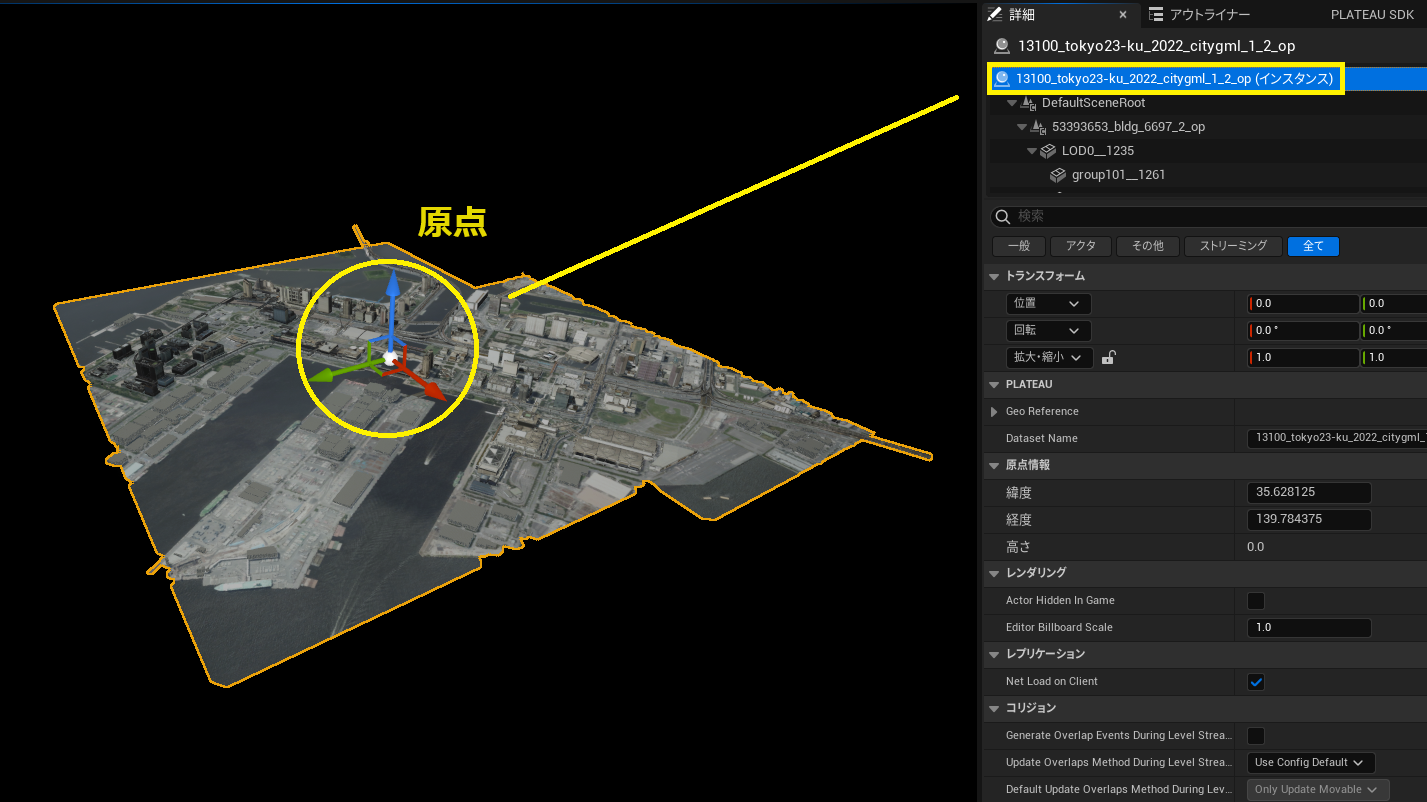 詳細
アウトライナー
PLATEAU SDK
13100_tokyo23-ku_2022_citygml_1_2_op
13100_tokyo23-ku_2022_citygml_1_2_op (インスタンス)
DefaultSceneRoot
53393653_bldg_6697_2_op
LOD0__1235
group101__1261
原点
検索
一般 アクタ その他 ストリーミング 全て
トランスフォーム
位置 0.0 0.0
回転 0.0 ° 0.0 °
拡大・縮小 1.0 1.0
PLATEAU
Geo Reference
Dataset Name 13100_tokyo23-ku_2022_citygml_
原点情報
緯度 35.628125
経度 139.784375
高さ 0.0
レンダリング
Actor Hidden In Game
Editor Billboard Scale 1.0
レプリケーション
Net Load on Client
コリジョン
Generate Overlap Events During Level Strea...
Update Overlaps Method During Level Strea... Use Config Default
Default Update Overlaps Method During Lev... Only Update Movable